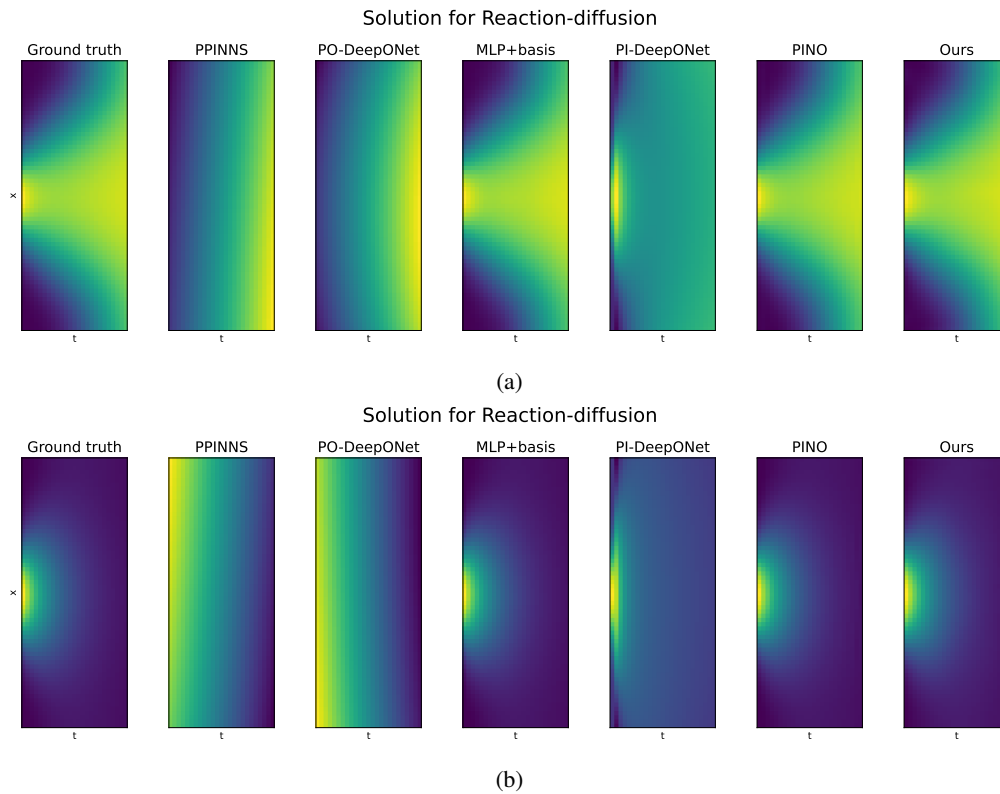 Solution for Reaction-diffusion
Ground truth PPINNS PO-DeepONet MLP+basis PI-DeepONet PINO Ours
x
t t t t t t t
(a)
Solution for Reaction-diffusion
Ground truth PPINNS PO-DeepONet MLP+basis PI-DeepONet PINO Ours
x
t t t t t t t
(b)